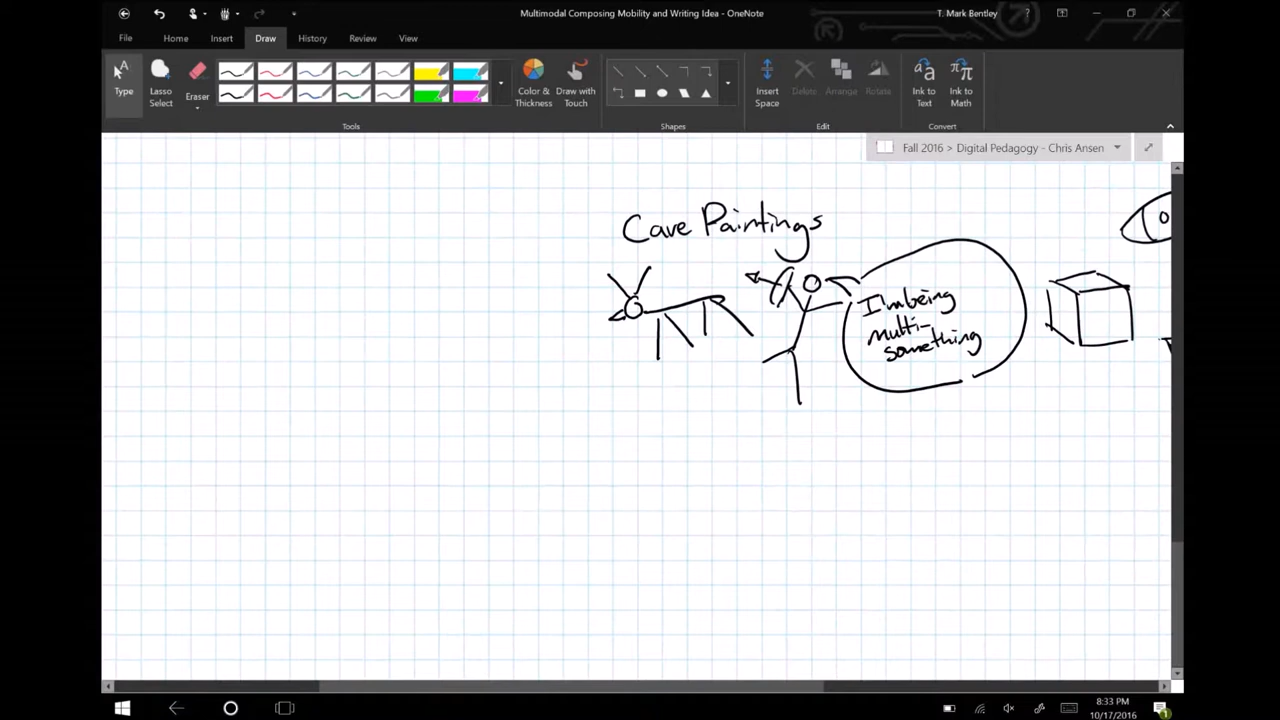 Multimodal Composing Mobility and Writing Idea - OneNote
T. Mark Bentley
?
File
Home
Insert
Draw
History
Review
View
Type
Lasso
Select
Eraser
Color &
Thickness
Draw with
Touch
Insert
Space
Delete
Arrange
Rotate
Ink to
Text
Ink to
Math
Tools
Shapes
Edit
Convert
Fall 2016 > Digital Pedagogy - Chris Ansen
Cave Paintings
I'm being
multi-
something
8:33 PM
10/17/2016
1